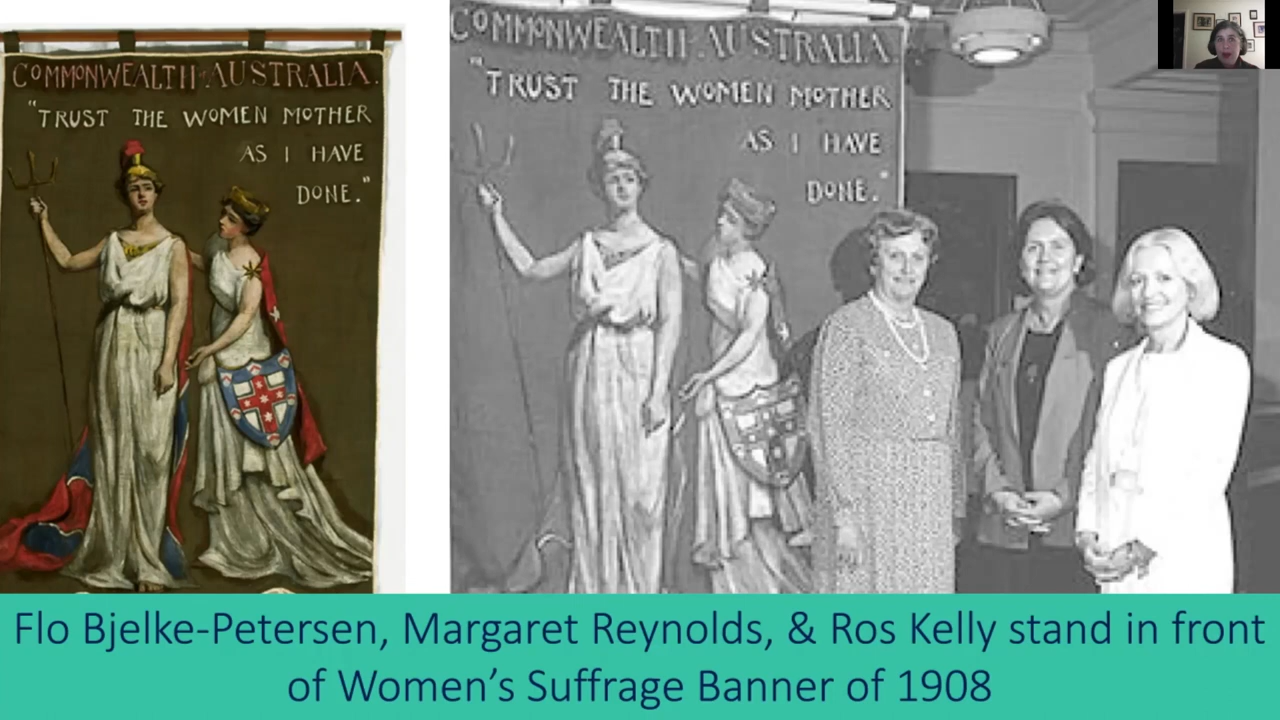 COMMONWEALTH·AUSTRALIA.
"TRUST THE WOMEN MOTHER
AS I HAVE
DONE."
COMMONWEALTH·AUSTRALIA.
"TRUST THE WOMEN MOTHER
AS I HAVE
DONE."
Flo Bjelke-Petersen, Margaret Reynolds, & Ros Kelly stand in front
of Women's Suffrage Banner of 1908